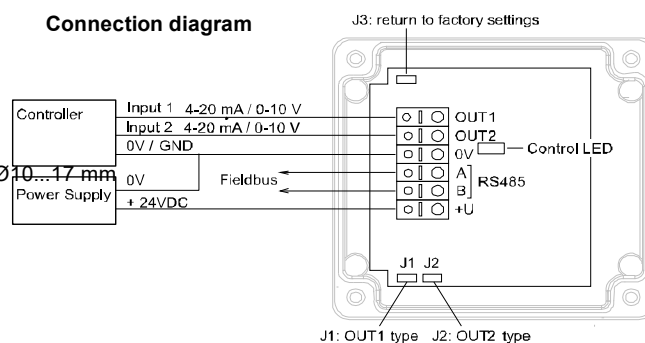 Connection diagram
J3: return to factory settings
Controller
Input 1 4-20 mA / 0-10 V
Input 2 4-20 mA / 0-10 V
0V / GND
Ø10...17 mm
Power Supply
0V
+ 24VDC
Fieldbus
OUT1
OUT2
0V
Control LED
A
B
RS485
+U
J1 J2
J1: OUT1 type J2: OUT2 type